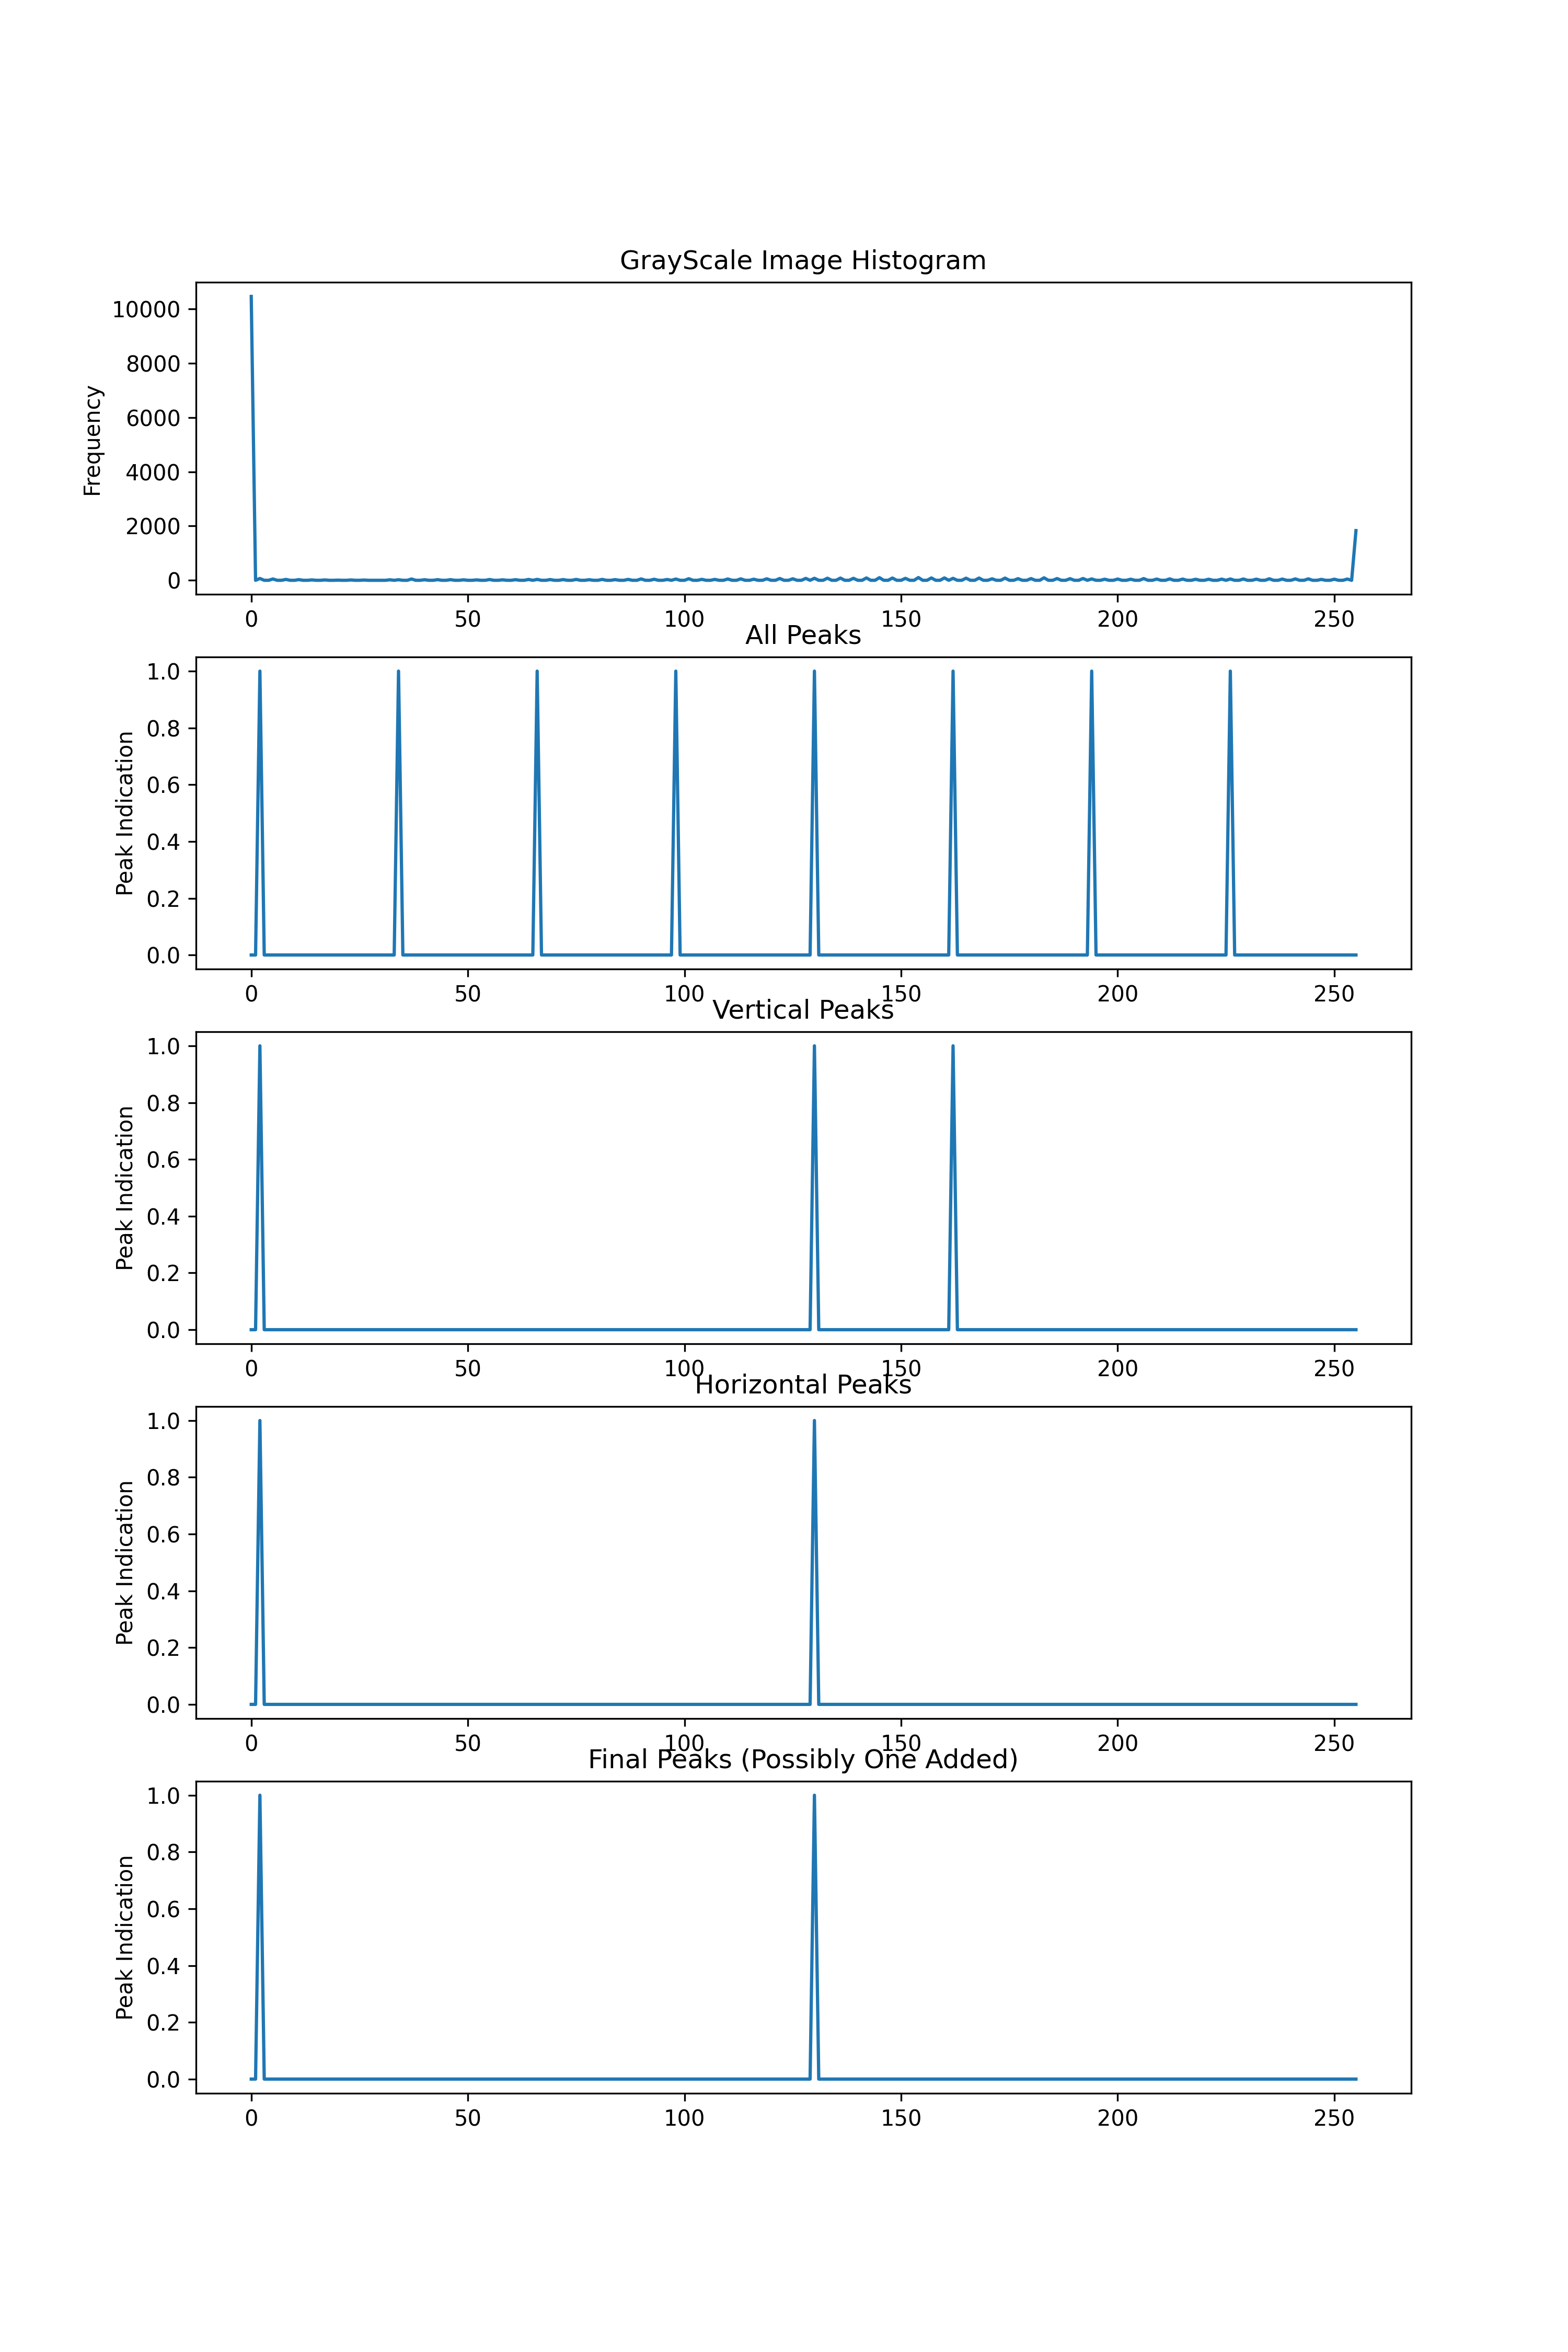 GrayScale Image Histogram
10000
8000
6000
4000
2000
0
Frequency
0 50 100 150 200 250
All Peaks
1.0
0.8
0.6
0.4
0.2
0.0
Peak Indication
0 50 100 150 200 250
Vertical Peaks
1.0
0.8
0.6
0.4
0.2
0.0
Peak Indication
0 50 100 150 200 250
Horizontal Peaks
1.0
0.8
0.6
0.4
0.2
0.0
Peak Indication
0 50 100 150 200 250
Final Peaks (Possibly One Added)
1.0
0.8
0.6
0.4
0.2
0.0
Peak Indication
0 50 100 150 200 250